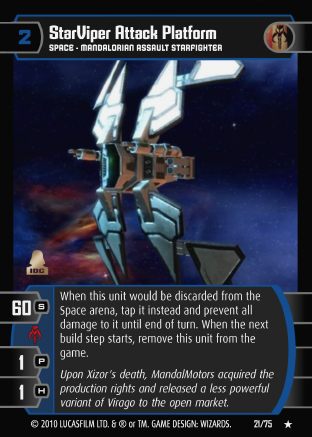 2
StarViper Attack Platform
SPACE - MANDALORIAN ASSAULT STARFIGHTER
IDC
60 S
1 P
1 H
When this unit would be discarded from the
Space arena, tap it instead and prevent all
damage to it until end of turn. When the next
build step starts, remove this unit from the
game.
Upon Xizor's death, MandalMotors acquired the
production rights and released a less powerful
variant of Virago to the open market.
© 2010 LUCASFILM LTD. & ® or TM. GAME DESIGN: WIZARDS.
21/75 ★